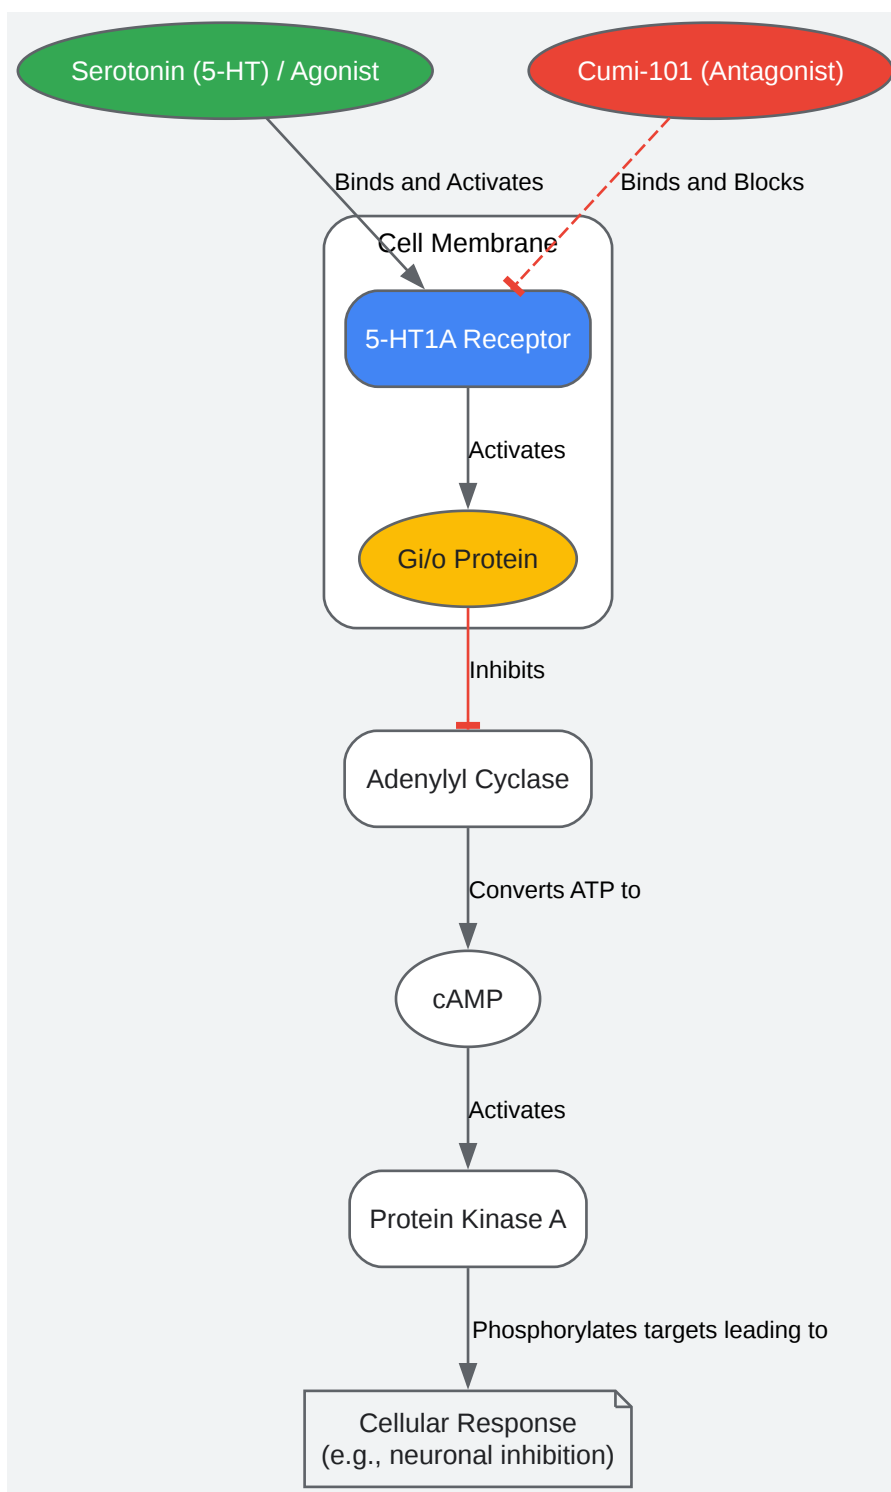 Serotonin (5-HT) / Agonist
Cumi-101 (Antagonist)
Binds and Activates
Binds and Blocks
Cell Membrane
5-HT1A Receptor
Activates
Gi/o Protein
Inhibits
Adenylyl Cyclase
Converts ATP to
cAMP
Activates
Protein Kinase A
Phosphorylates targets leading to
Cellular Response
(e.g., neuronal inhibition)